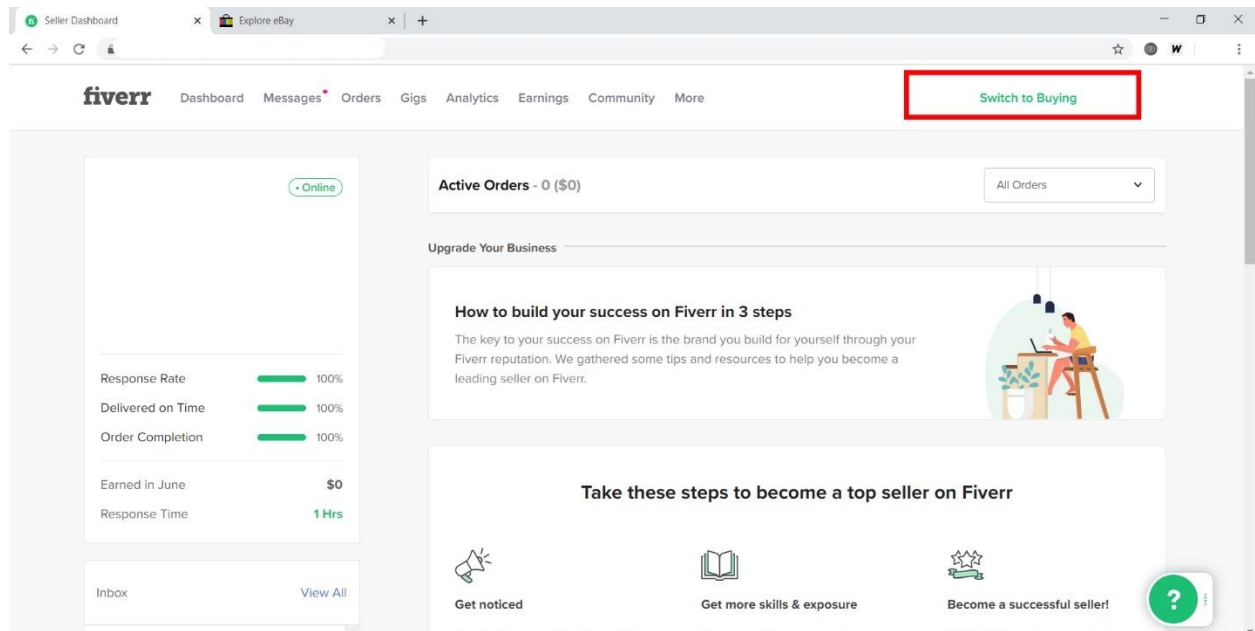 Seller Dashboard
Explore eBay
fiverr
Dashboard Messages Orders Gigs Analytics Earnings Community More
Switch to Buying
• Online
Response Rate 100%
Delivered on Time 100%
Order Completion 100%
Earned in June $0
Response Time 1 Hrs
Inbox View All
Active Orders - 0 ($0)
All Orders
Upgrade Your Business
How to build your success on Fiverr in 3 steps
The key to your success on Fiverr is the brand you build for yourself through your
Fiverr reputation. We gathered some tips and resources to help you become a
leading seller on Fiverr.
Take these steps to become a top seller on Fiverr
Get noticed
Get more skills & exposure
Become a successful seller!
?